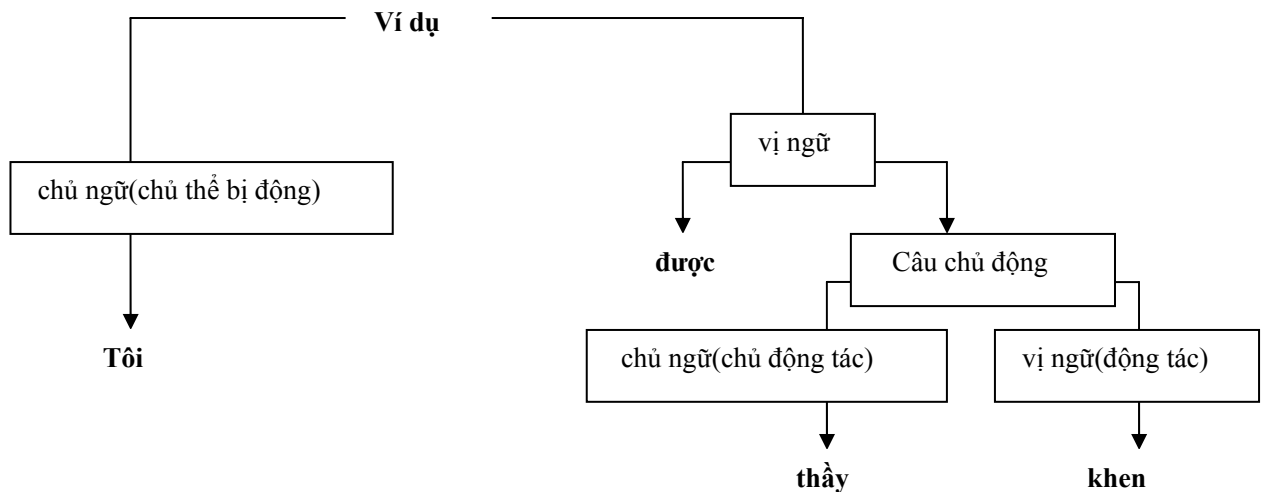 Ví dụ
vị ngữ
chủ ngữ(chủ thể bị động)
được
Câu chủ động
Tôi
chủ ngữ(chủ động tác)
vị ngữ(động tác)
thầy
khen